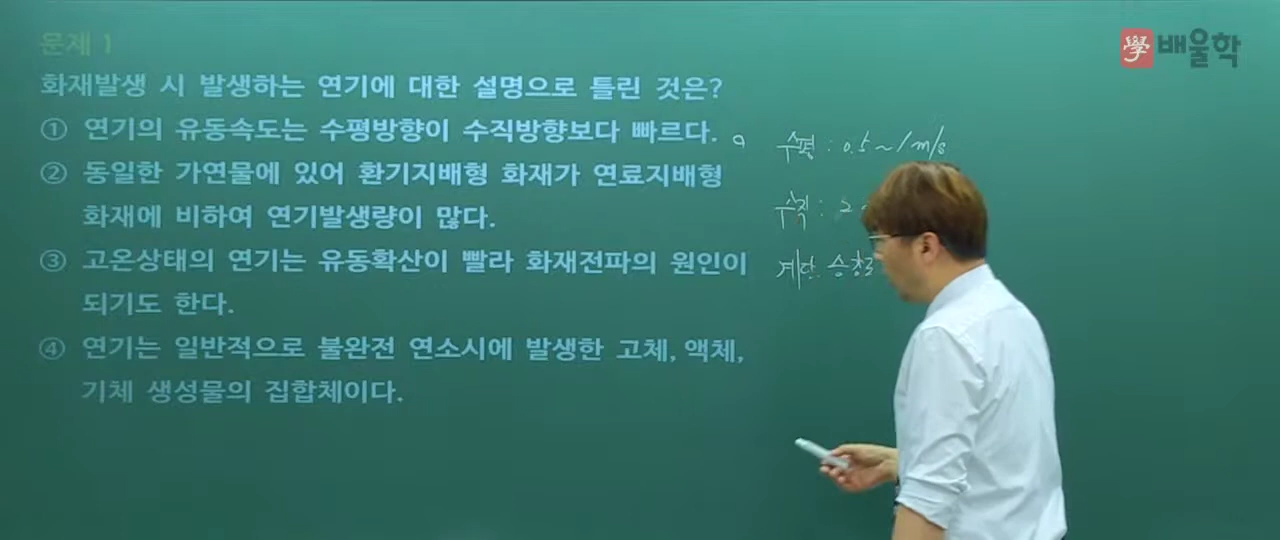 學배울학
문제 1
화재발생 시 발생하는 연기에 대한 설명으로 틀린 것은?
① 연기의 유동속도는 수평방향이 수직방향보다 빠르다.
② 동일한 가연물에 있어 환기지배형 화재가 연료지배형
화재에 비하여 연기발생량이 많다.
③ 고온상태의 연기는 유동확산이 빨라 화재전파의 원인이
되기도 한다.
④ 연기는 일반적으로 불완전 연소시에 발생한 고체, 액체,
기체 생성물의 집합체이다.
수평 : 0.5~1m/s
수직 : 2
계단. 승강로